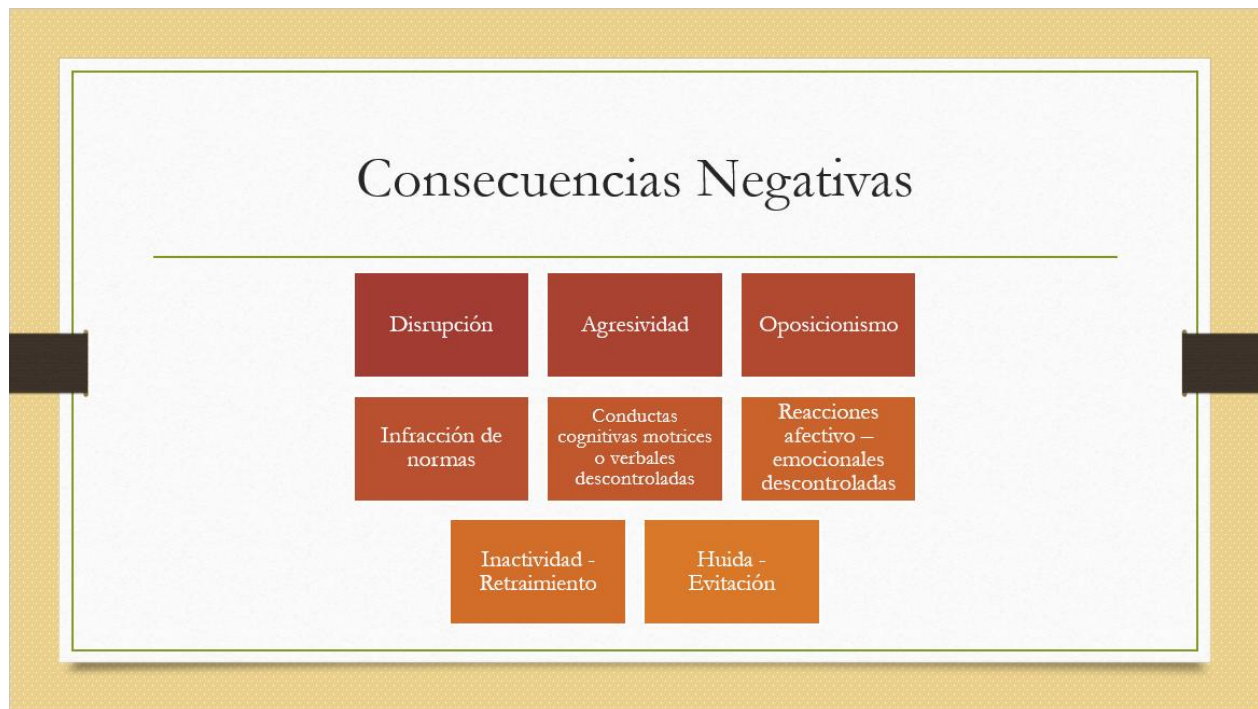 Consecuencias Negativas
Disrupción
Agresividad
Oposicionismo
Infracción de
normas
Conductas
cognitivas motrices
o verbales
descontroladas
Reacciones
afectivo –
emocionales
descontroladas
Inactividad -
Retraimiento
Huida -
Evitación